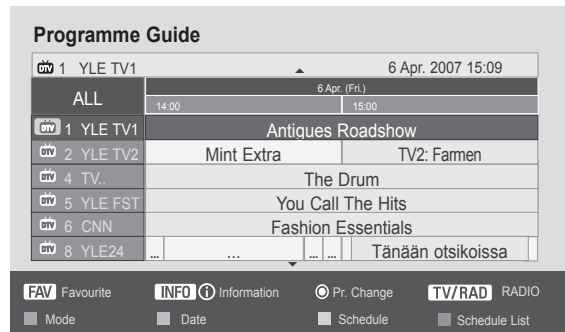 Programme Guide
DTV 1 YLE TV1 6 Apr. 2007 15:09
ALL
6 Apr. (Fri.)
14:00 15:00
DTV 1 YLE TV1 Antiques Roadshow
DTV 2 YLE TV2 Mint Extra TV2: Farmen
DTV 4 TV.. The Drum
DTV 5 YLE FST You Call The Hits
DTV 6 CNN Fashion Essentials
DTV 8 YLE24 ... ... ... ... Tänään otsikoissa
FAV Favourite INFO i Information Pr. Change TV/RAD RADIO
Mode Date Schedule Schedule List